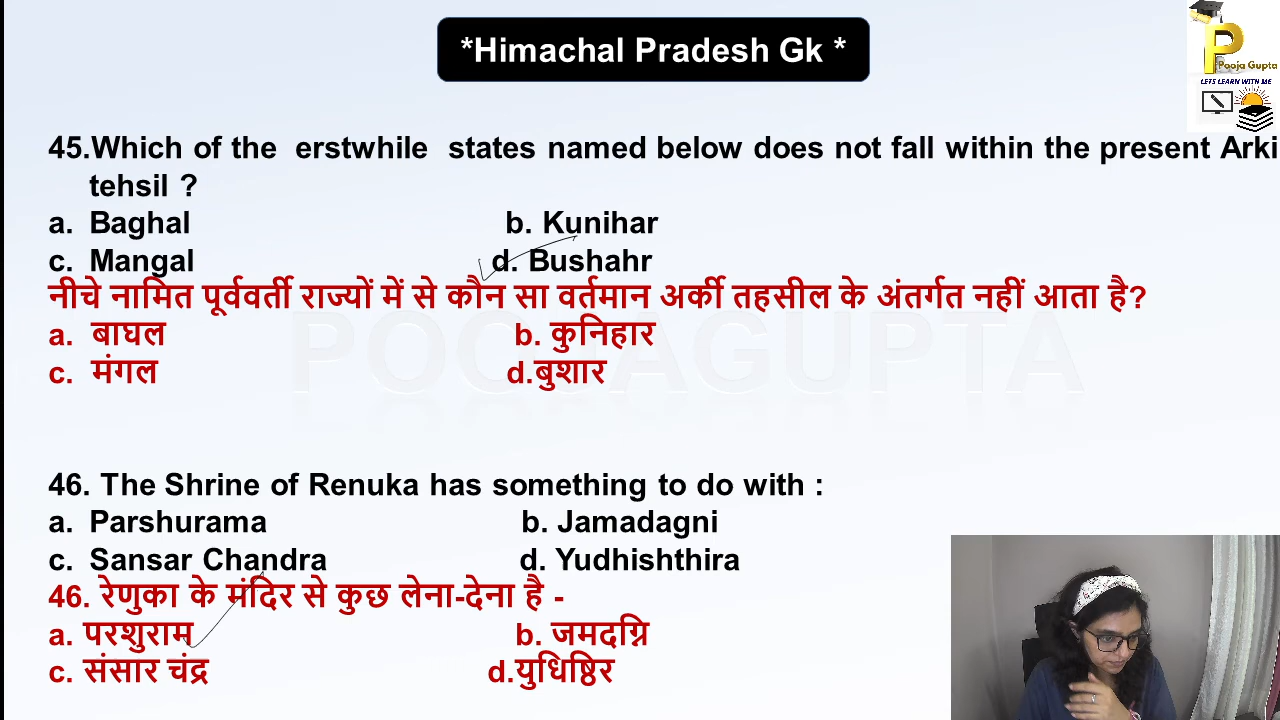 *Himachal Pradesh Gk *
P
Pooja Gupta
LETS LEARN WITH ME
45.Which of the erstwhile states named below does not fall within the present Arki
tehsil ?
a. Baghal b. Kunihar
c. Mangal d. Bushahr
नीचे नामित पूर्ववर्ती राज्यों में से कौन सा वर्तमान अर्की तहसील के अंतर्गत नहीं आता है?
a. बाघल b. कुनिहार
c. मंगल d.बुशार
POOJAGUPTA
46. The Shrine of Renuka has something to do with :
a. Parshurama b. Jamadagni
c. Sansar Chandra d. Yudhishthira
46. रेणुका के मंदिर से कुछ लेना-देना है -
a. परशुराम b. जमदग्नि
c. संसार चंद्र d.युधिष्ठिर